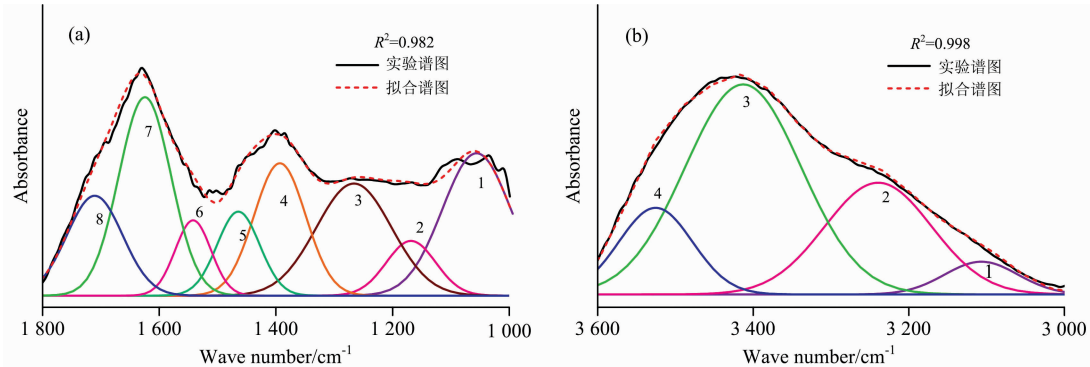 (a)
R²=0.982
实验谱图
拟合谱图
Absorbance
1
2
3
4
5
6
7
8
1 800
1 600
1 400
1 200
1 000
Wave number/cm⁻¹
(b)
R²=0.998
实验谱图
拟合谱图
Absorbance
1
2
3
4
3 600
3 400
3 200
3 000
Wave number/cm⁻¹